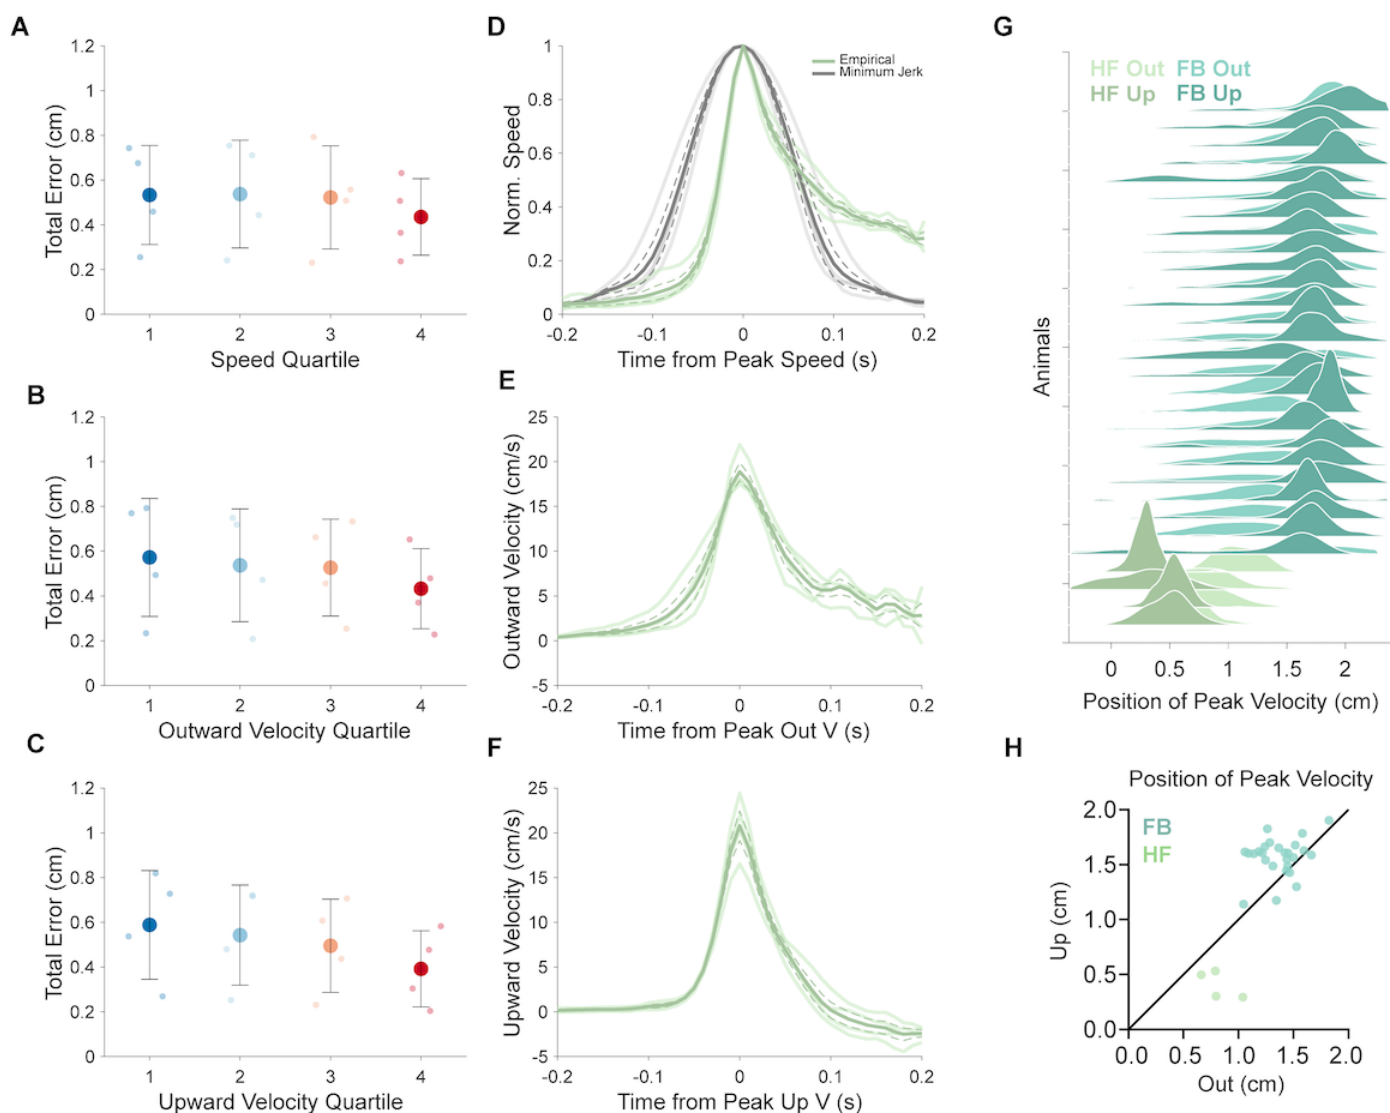 A
1.2
1
0.8
0.6
0.4
0.2
0
Total Error (cm)
1 2 3 4
Speed Quartile
B
1.2
1
0.8
0.6
0.4
0.2
0
Total Error (cm)
1 2 3 4
Outward Velocity Quartile
C
1.2
1
0.8
0.6
0.4
0.2
0
Total Error (cm)
1 2 3 4
Upward Velocity Quartile
D
1
0.8
0.6
0.4
0.2
0
Norm. Speed
Empirical
Minimum Jerk
-0.2 -0.1 0 0.1 0.2
Time from Peak Speed (s)
E
25
20
15
10
5
0
-5
Outward Velocity (cm/s)
-0.2 -0.1 0 0.1 0.2
Time from Peak Out V (s)
F
25
20
15
10
5
0
-5
Upward Velocity (cm/s)
-0.2 -0.1 0 0.1 0.2
Time from Peak Up V (s)
G
HF Out FB Out
HF Up FB Up
Animals
0 0.5 1 1.5 2
Position of Peak Velocity (cm)
H
Position of Peak Velocity
FB
HF
2.0
1.5
1.0
0.5
0.0
Up (cm)
0.0 0.5 1.0 1.5 2.0
Out (cm)